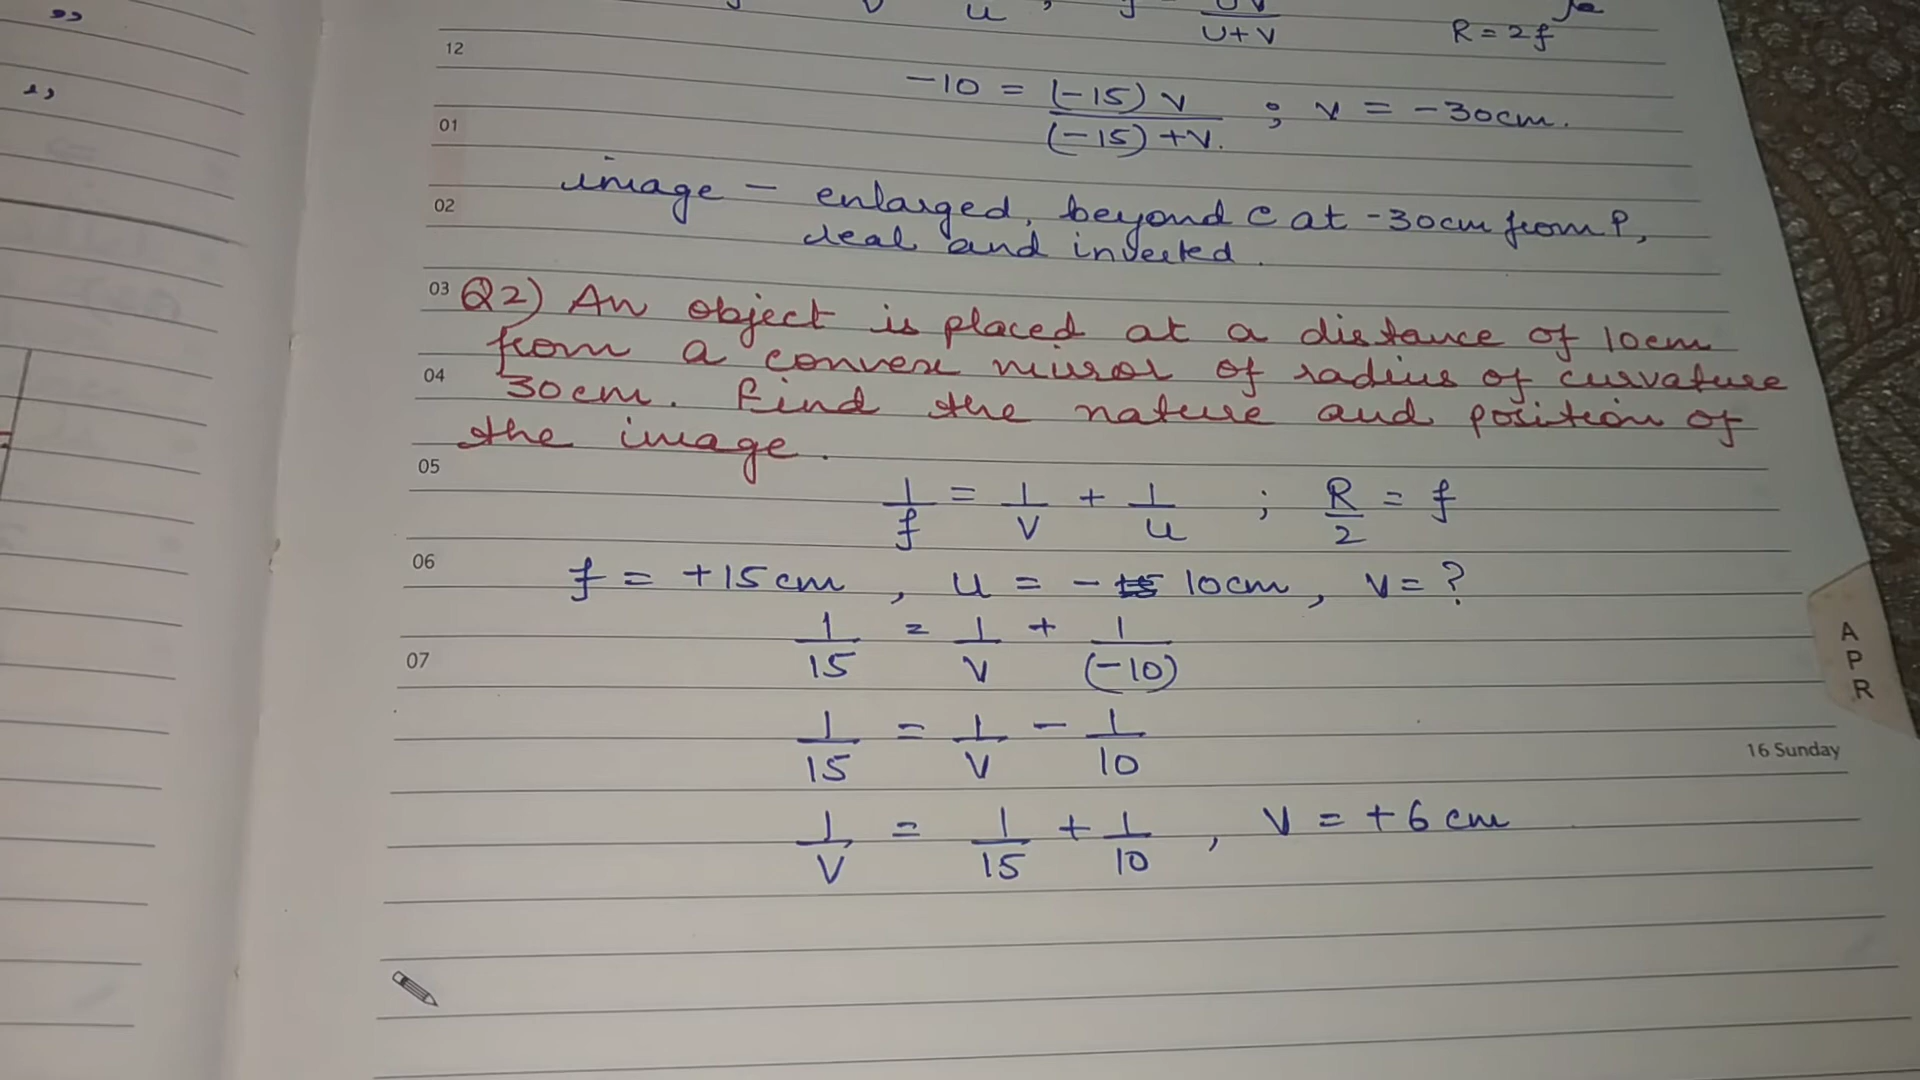 R = 2f
U+V
12
-10 = (-15) V / (-15) + V. ; V = -30cm.
01
image - enlarged, beyond C at -30cm from P,
02
real and inverted.
03 Q2) An object is placed at a distance of 10cm
from a convex mirror of radius of curvature
04 30cm. Find the nature and position of
the image.
05
1/f = 1/V + 1/u ; R/2 = f
06 f = +15cm, u = - 10cm, V = ?
1/15 = 1/V + 1/(-10)
07
1/15 = 1/V - 1/10
1/V = 1/15 + 1/10, V = +6 cm
APR
16 Sunday